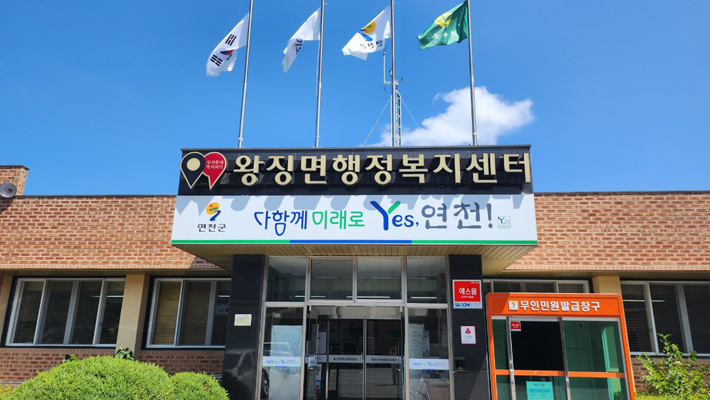 왕징면행정복지센터
연천군
다함께 미래로 Yes, 연천!
에스원
SECOM
무인민원발급창구